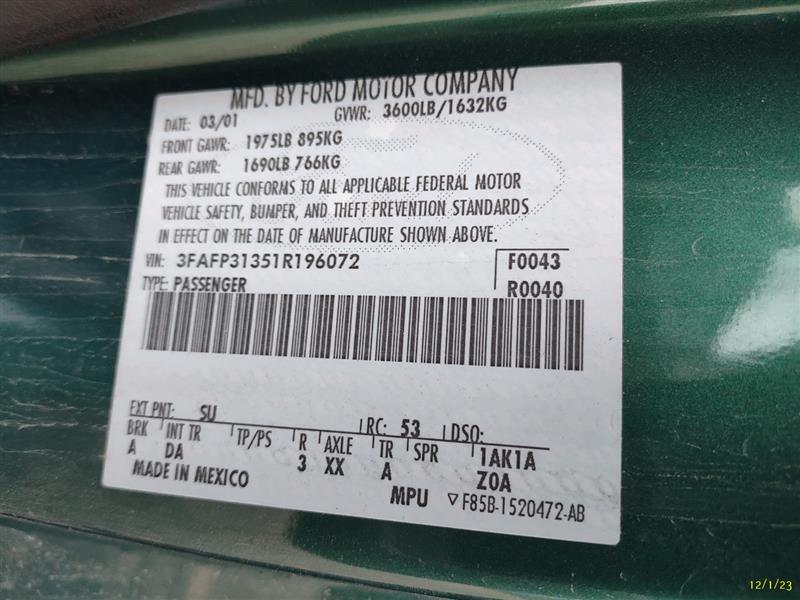 MFD. BY FORD MOTOR COMPANY
DATE: 03/01 GVWR: 3600LB/1632KG
FRONT GAWR: 1975LB 895KG
REAR GAWR: 1690LB 766KG
THIS VEHICLE CONFORMS TO ALL APPLICABLE FEDERAL MOTOR
VEHICLE SAFETY, BUMPER, AND THEFT PREVENTION STANDARDS
IN EFFECT ON THE DATE OF MANUFACTURE SHOWN ABOVE.
VIN: 3FAFP31351R196072 F0043
TYPE: PASSENGER R0040
EXT PNT: SU RC: 53 DSO:
BRK INT TR TP/PS R AXLE TR SPR 1AK1A
A DA 3 XX A Z0A
MADE IN MEXICO MPU ▽F85B-1520472-AB
12/1/23